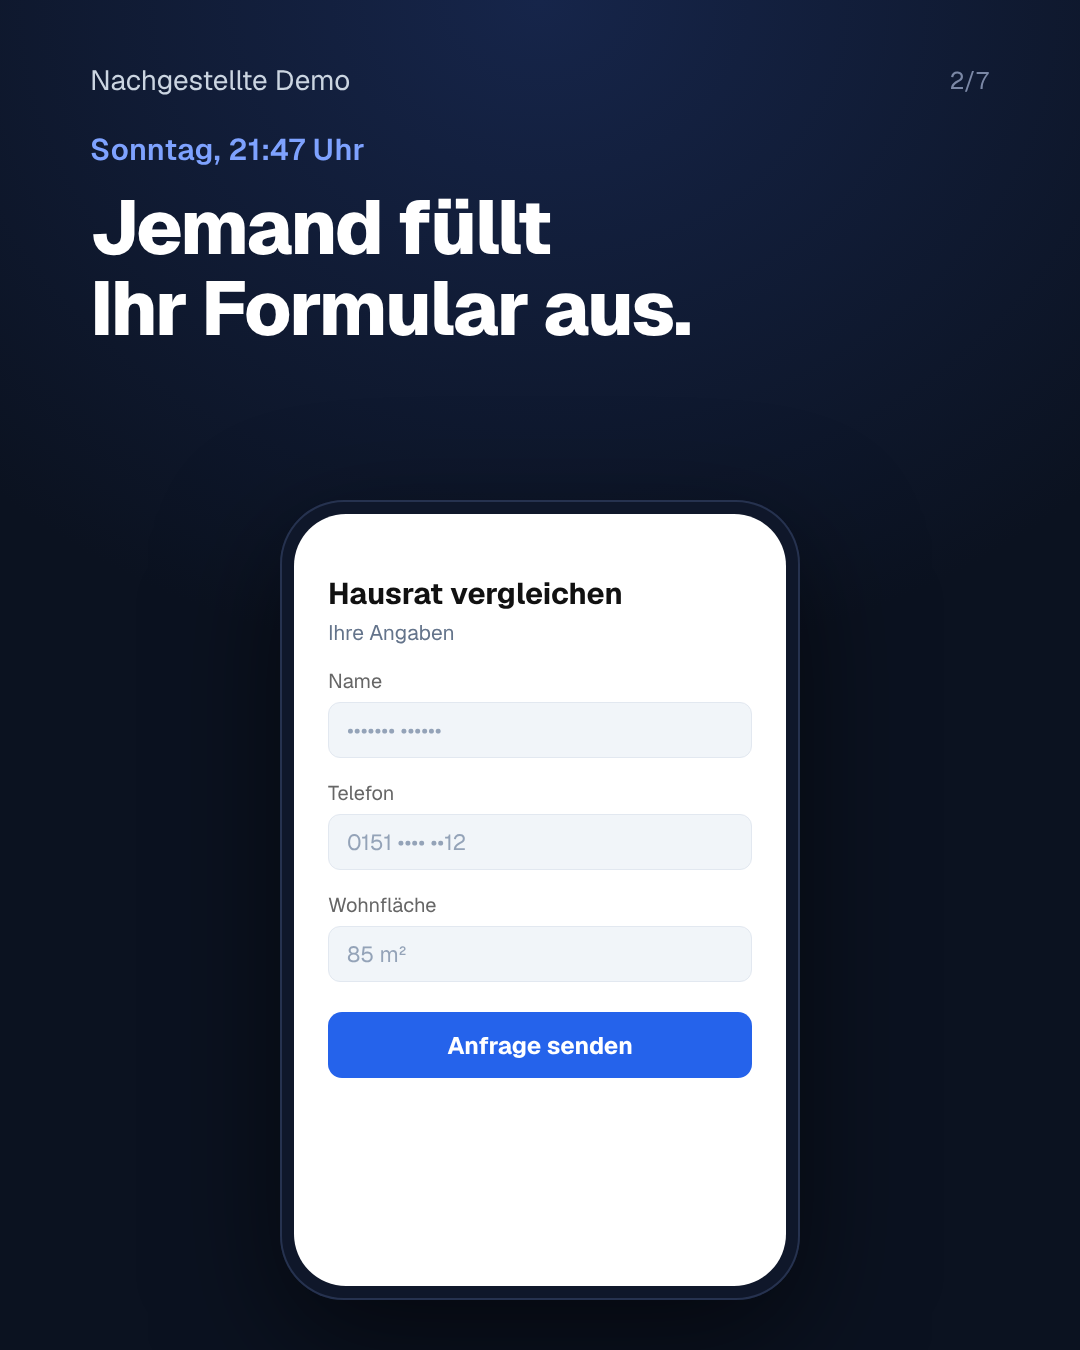 Nachgestellte Demo
2/7
Sonntag, 21:47 Uhr
Jemand füllt
Ihr Formular aus.
Hausrat vergleichen
Ihre Angaben
Name
••••••• ••••••
Telefon
0151 •••• ••12
Wohnfläche
85 m²
Anfrage senden